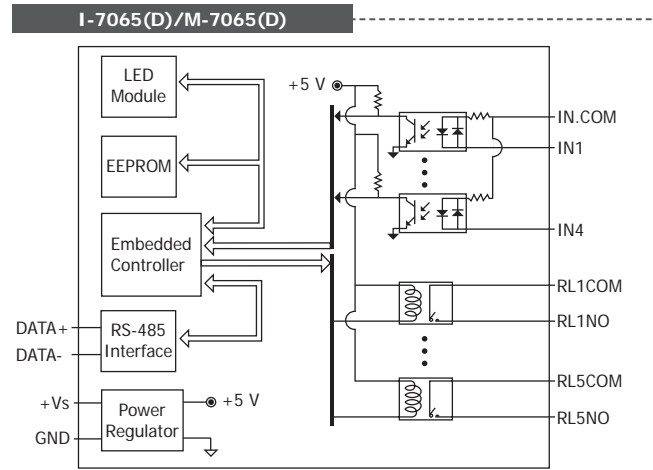 I-7065(D)/M-7065(D)
LED
Module
+5 V
IN.COM
IN1
EEPROM
IN4
Embedded
Controller
RL1COM
RL1NO
DATA+
DATA-
RS-485
Interface
RL5COM
RL5NO
+Vs
GND
Power
Regulator
+5 V